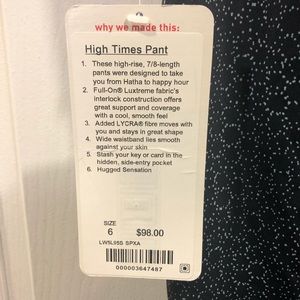 why we made this:
High Times Pant
1. These high-rise, 7/8-length
pants were designed to take
you from Hatha to happy hour
2. Full-On® Luxtreme fabric's
interlock construction offers
great support and coverage
with a cool, smooth feel
3. Added LYCRA® fibre moves with
you and stays in great shape
4. Wide waistband lies smooth
against your skin
5. Stash your key or card in the
hidden, side-entry pocket
6. Hugged Sensation
SIZE
6 $98.00
LW5L95S SPXA
000003647487